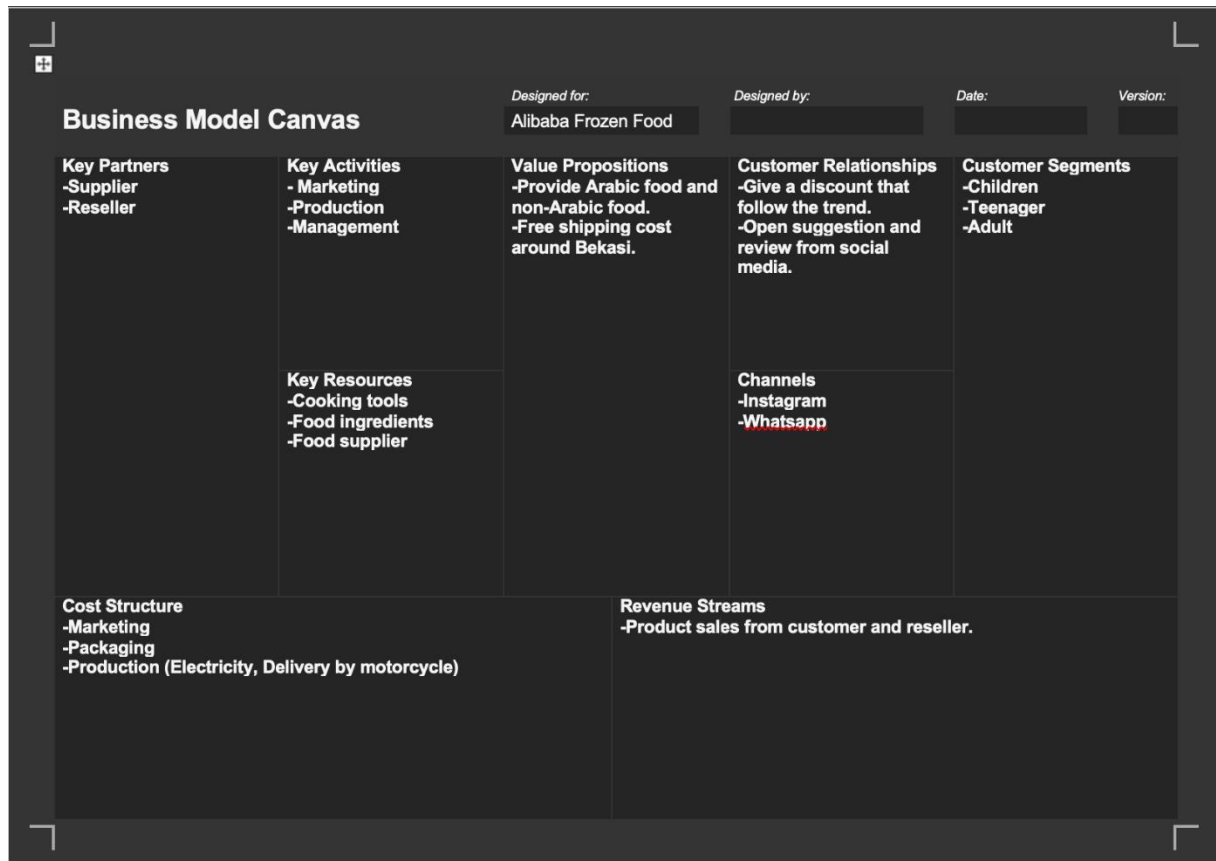 Designed for:
Designed by:
Date:
Version:
Business Model Canvas
Alibaba Frozen Food
Key Partners
-Supplier
-Reseller
Key Activities
- Marketing
-Production
-Management
Key Resources
-Cooking tools
-Food ingredients
-Food supplier
Value Propositions
-Provide Arabic food and
non-Arabic food.
-Free shipping cost
around Bekasi.
Customer Relationships
-Give a discount that
follow the trend.
-Open suggestion and
review from social
media.
Channels
-Instagram
-Whatsapp
Customer Segments
-Children
-Teenager
-Adult
Cost Structure
-Marketing
-Packaging
-Production (Electricity, Delivery by motorcycle)
Revenue Streams
-Product sales from customer and reseller.